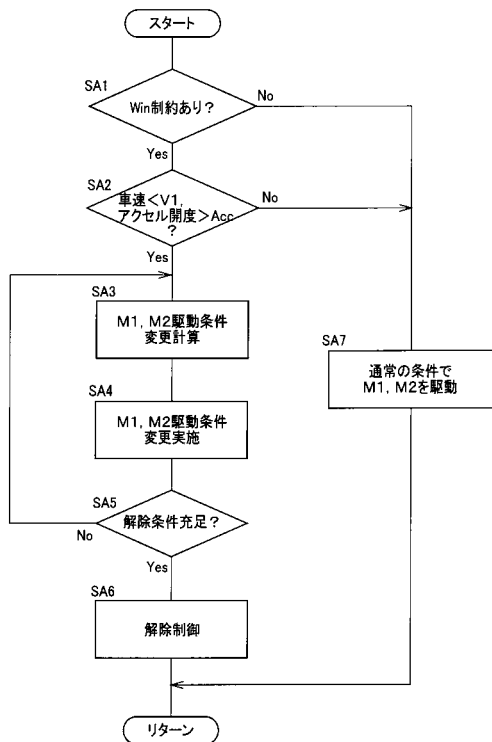 スタート
SA1
Win制約あり？
No
Yes
SA2
車速＜V1,
アクセル開度＞Acc
？
No
Yes
SA3
M1, M2駆動条件
変更計算
SA7
通常の条件で
M1, M2を駆動
SA4
M1, M2駆動条件
変更実施
SA5
解除条件充足？
No
Yes
SA6
解除制御
リターン